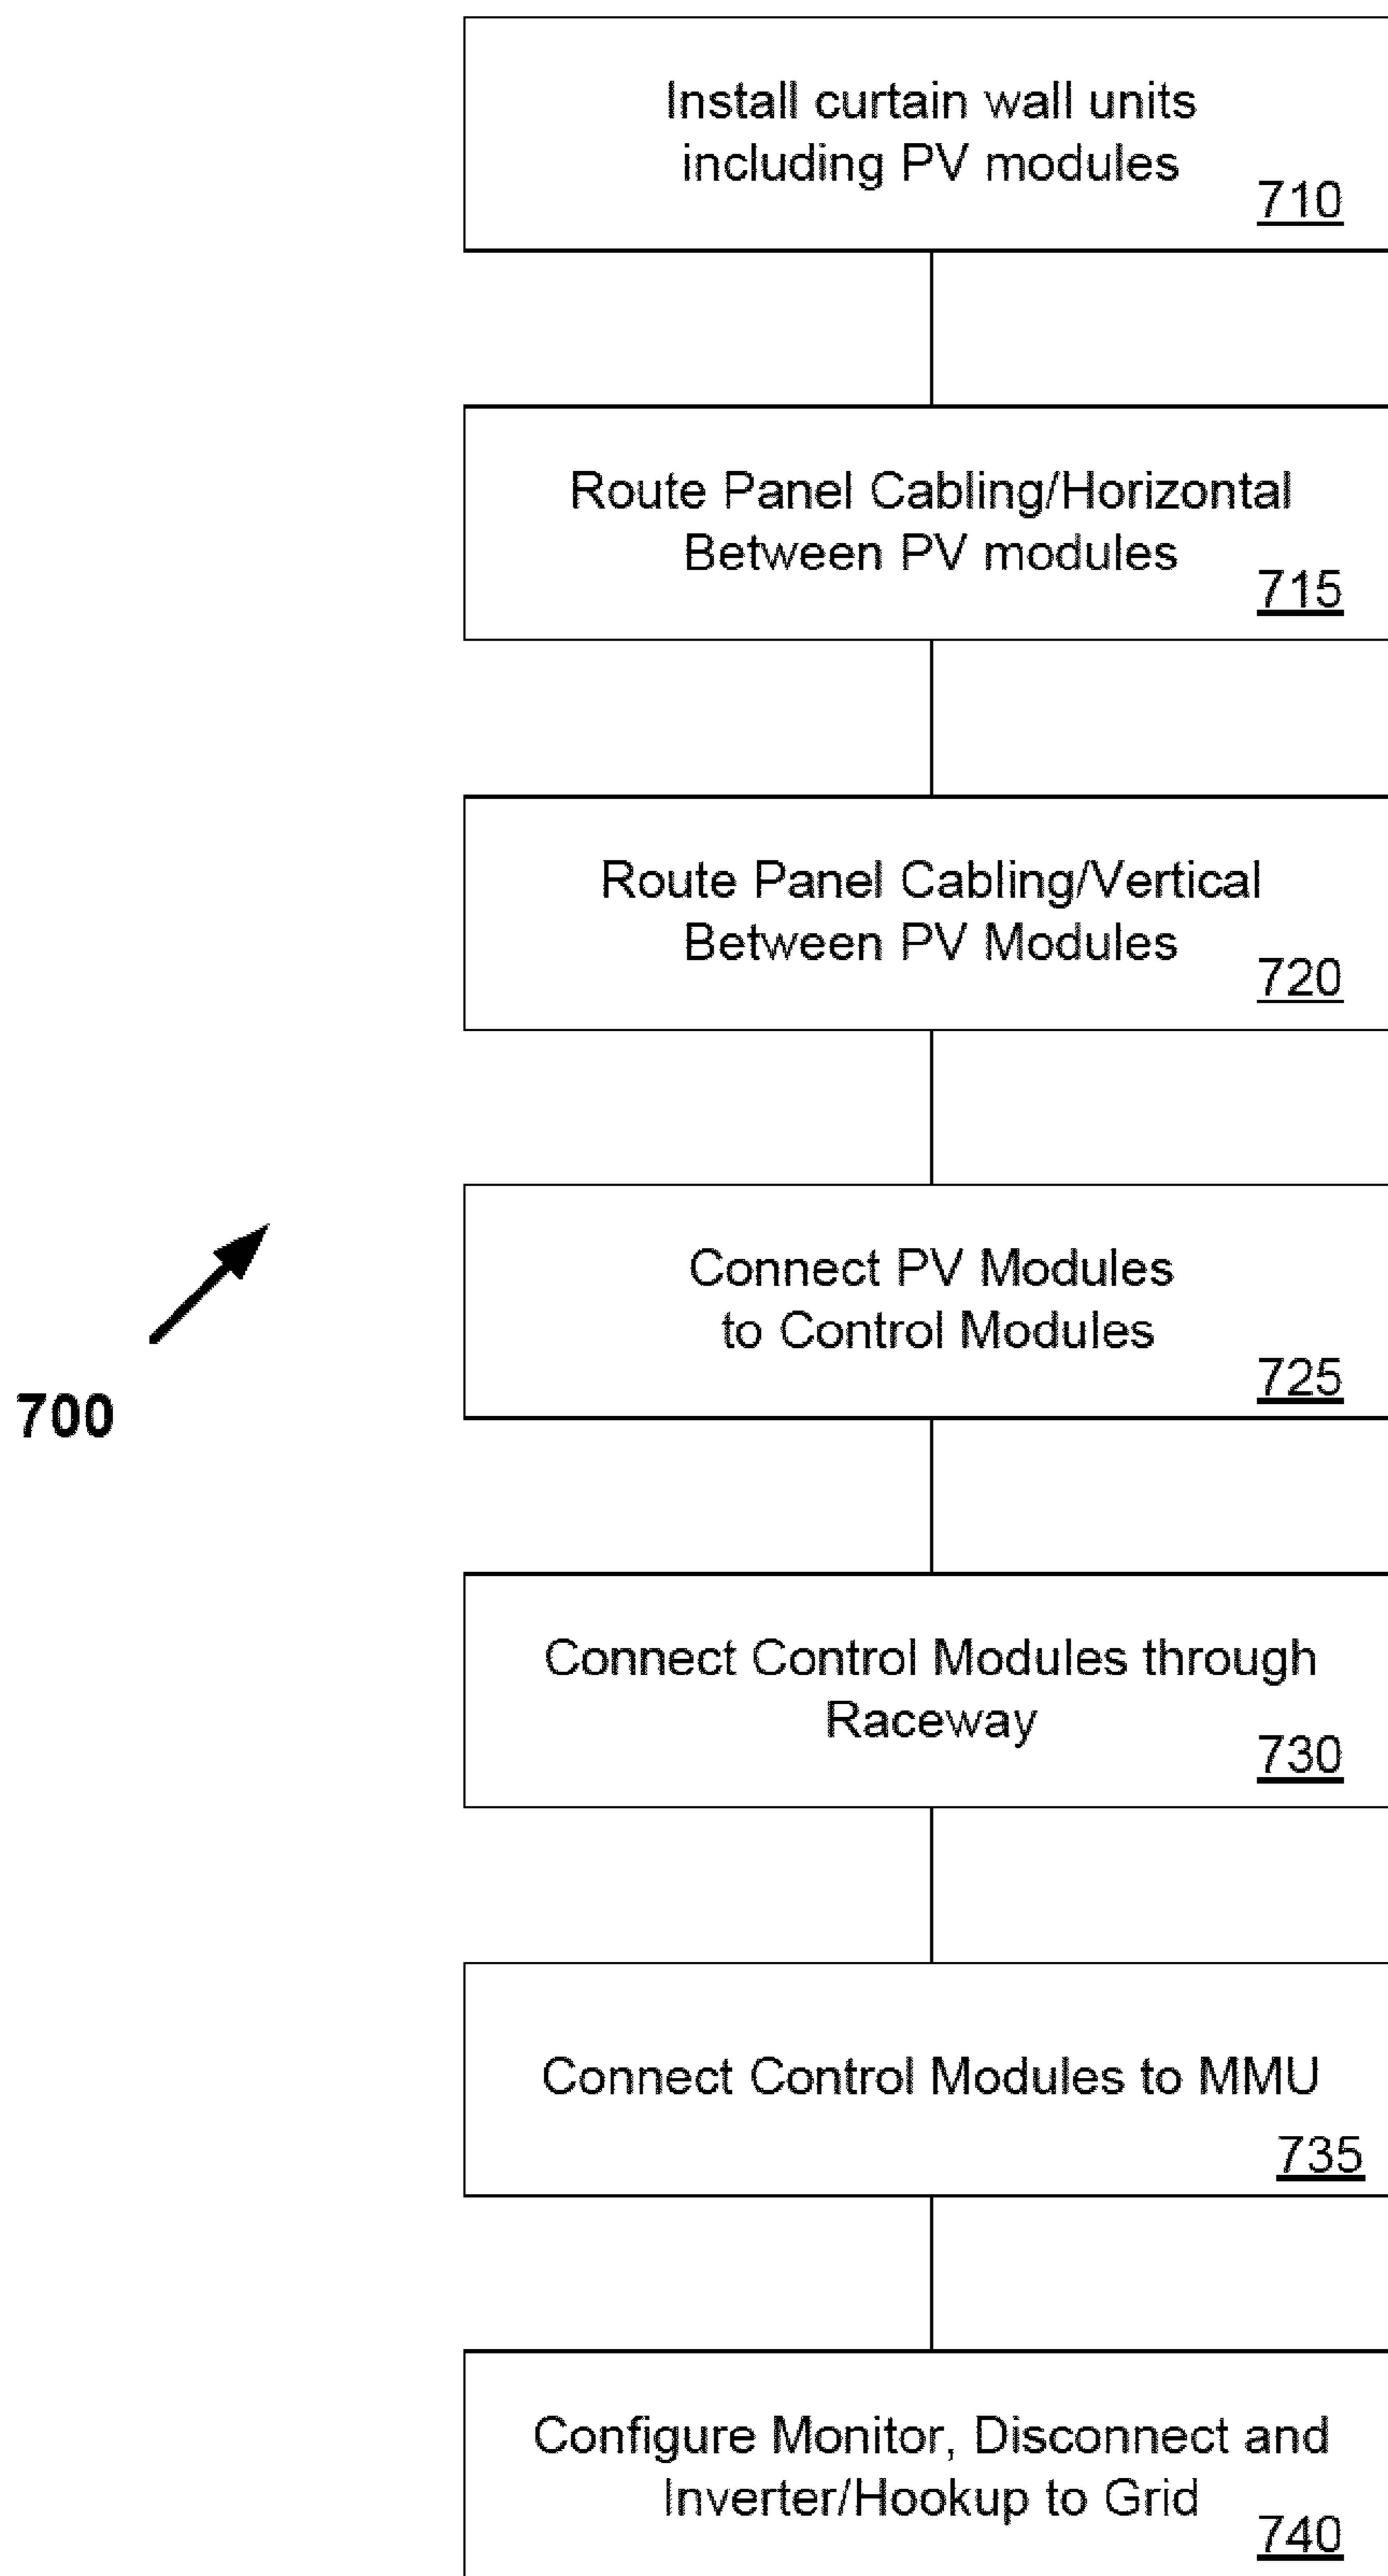 Install curtain wall units
including PV modules
710
Route Panel Cabling/Horizontal
Between PV modules
715
Route Panel Cabling/Vertical
Between PV Modules
720
Connect PV Modules
to Control Modules
725
700
Connect Control Modules through
Raceway
730
Connect Control Modules to MMU
735
Configure Monitor, Disconnect and
Inverter/Hookup to Grid
740